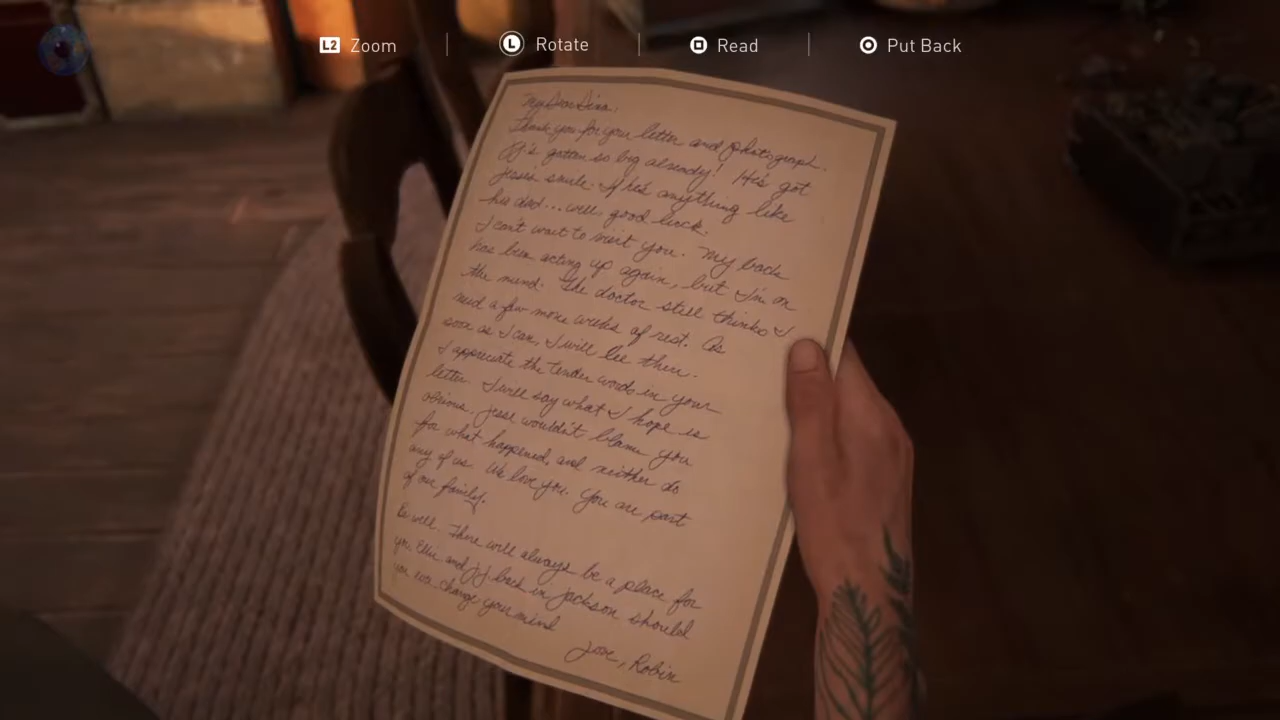 L2 Zoom
L Rotate
Read
Put Back
My Dear Dina,
Thank you for your letter and photograph.
JJ's gotten so big already! He's got
Jesse's smile. If he's anything like
his dad... well, good luck.
I can't wait to visit you. My back
has been acting up again, but I'm on
the mend. The doctor still thinks I
need a few more weeks of rest. As
soon as I can, I will be there.
I appreciate the tender words in your
letter. I will say what I hope is
obvious. Jesse wouldn't blame you
for what happened, and neither do
any of us. We love you. You are part
of our family.
Be well. There will always be a place for
you, Ellie, and JJ back in Jackson should
you ever change your mind
Love, Robin